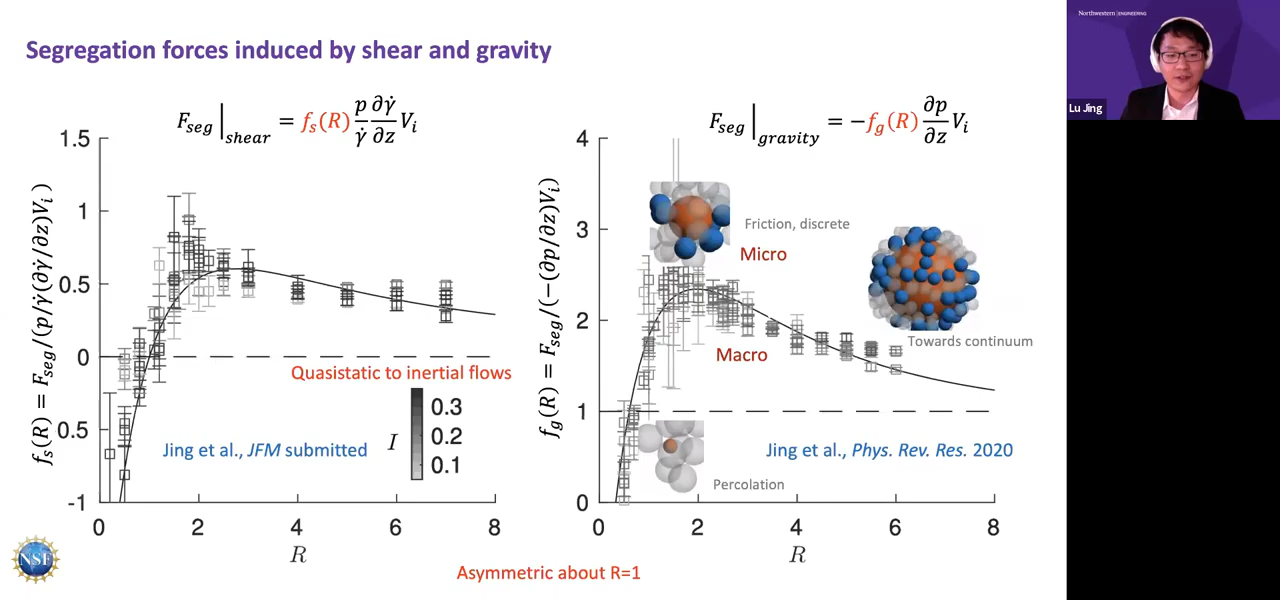 Segregation forces induced by shear and gravity
F_seg|_shear = f_s(R) p/γ̇ ∂γ̇/∂z V_i
F_seg|_gravity = −f_g(R) ∂p/∂z V_i
f_s(R) = F_seg/(p/γ̇(∂γ̇/∂z)V_i)
1.5
1
0.5
0
0.5
-1
0
2
4
6
8
R
Quasistatic to inertial flows
I
0.3
0.2
0.1
Jing et al., JFM submitted
f_g(R) = F_seg/(−(∂p/∂z)V_i)
4
3
2
1
0
0
2
4
6
8
R
Friction, discrete
Micro
Macro
Towards continuum
Jing et al., Phys. Rev. Res. 2020
Percolation
Asymmetric about R=1
NSF
Northwestern | ENGINEERING
Lu Jing